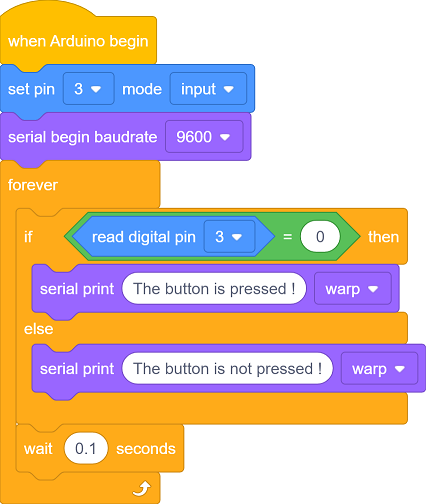 when Arduino begin
set pin 3 mode input
serial begin baudrate 9600
forever
if read digital pin 3 = 0 then
serial print The button is pressed ! warp
else
serial print The button is not pressed ! warp
wait 0.1 seconds